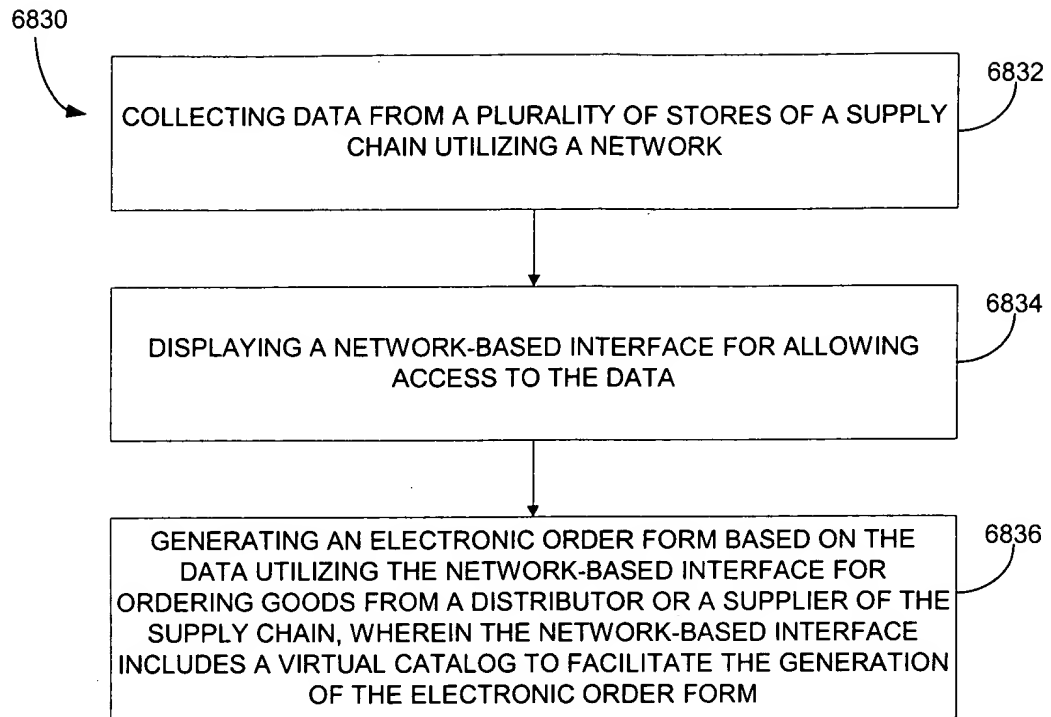 6830
6832
COLLECTING DATA FROM A PLURALITY OF STORES OF A SUPPLY
CHAIN UTILIZING A NETWORK
6834
DISPLAYING A NETWORK-BASED INTERFACE FOR ALLOWING
ACCESS TO THE DATA
6836
GENERATING AN ELECTRONIC ORDER FORM BASED ON THE
DATA UTILIZING THE NETWORK-BASED INTERFACE FOR
ORDERING GOODS FROM A DISTRIBUTOR OR A SUPPLIER OF THE
SUPPLY CHAIN, WHEREIN THE NETWORK-BASED INTERFACE
INCLUDES A VIRTUAL CATALOG TO FACILITATE THE GENERATION
OF THE ELECTRONIC ORDER FORM